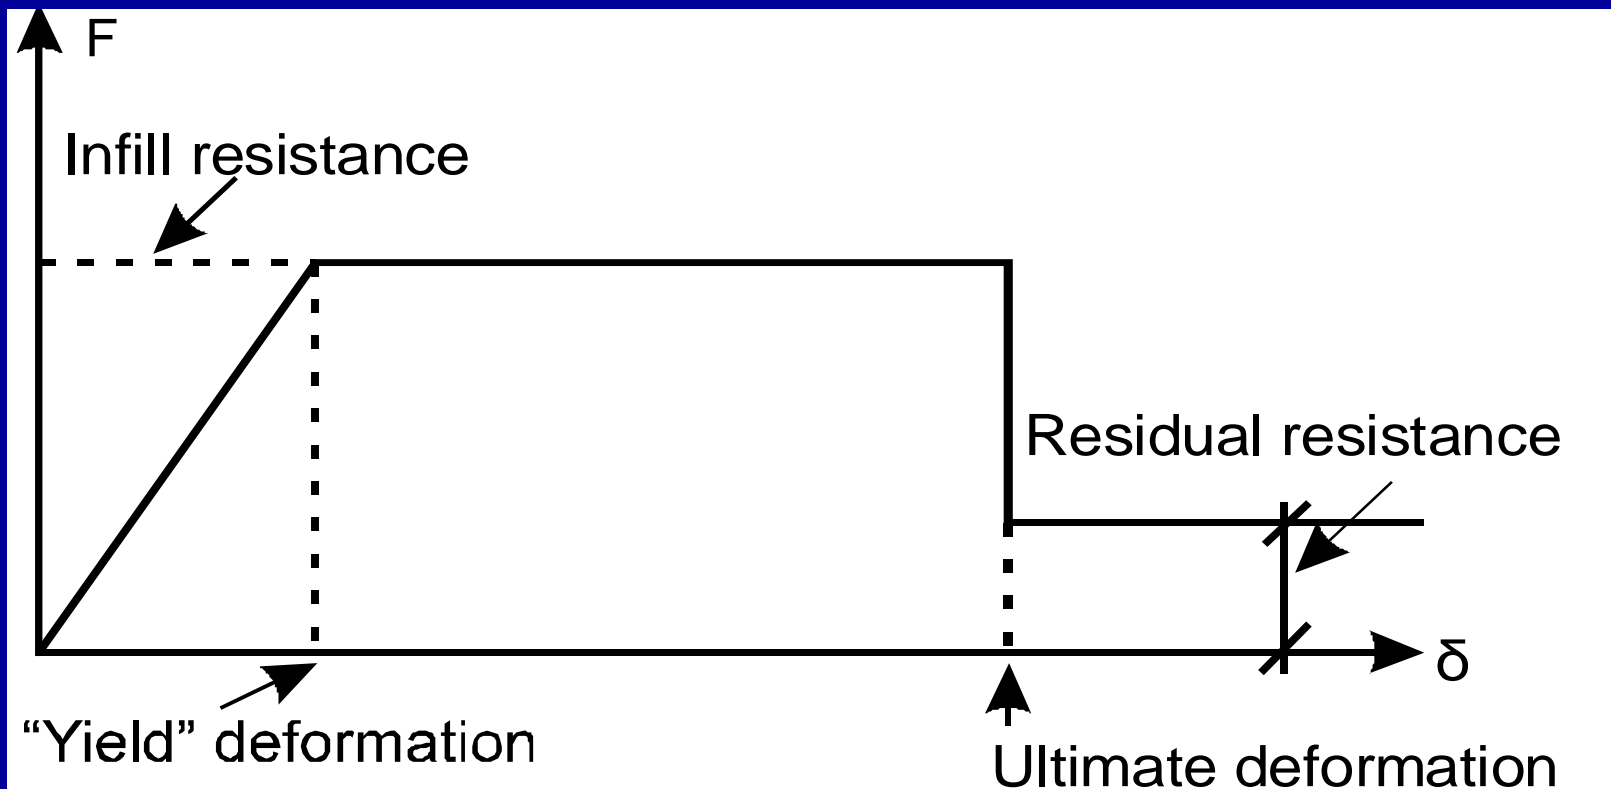 F
Infill resistance
Residual resistance
δ
“Yield” deformation
Ultimate deformation